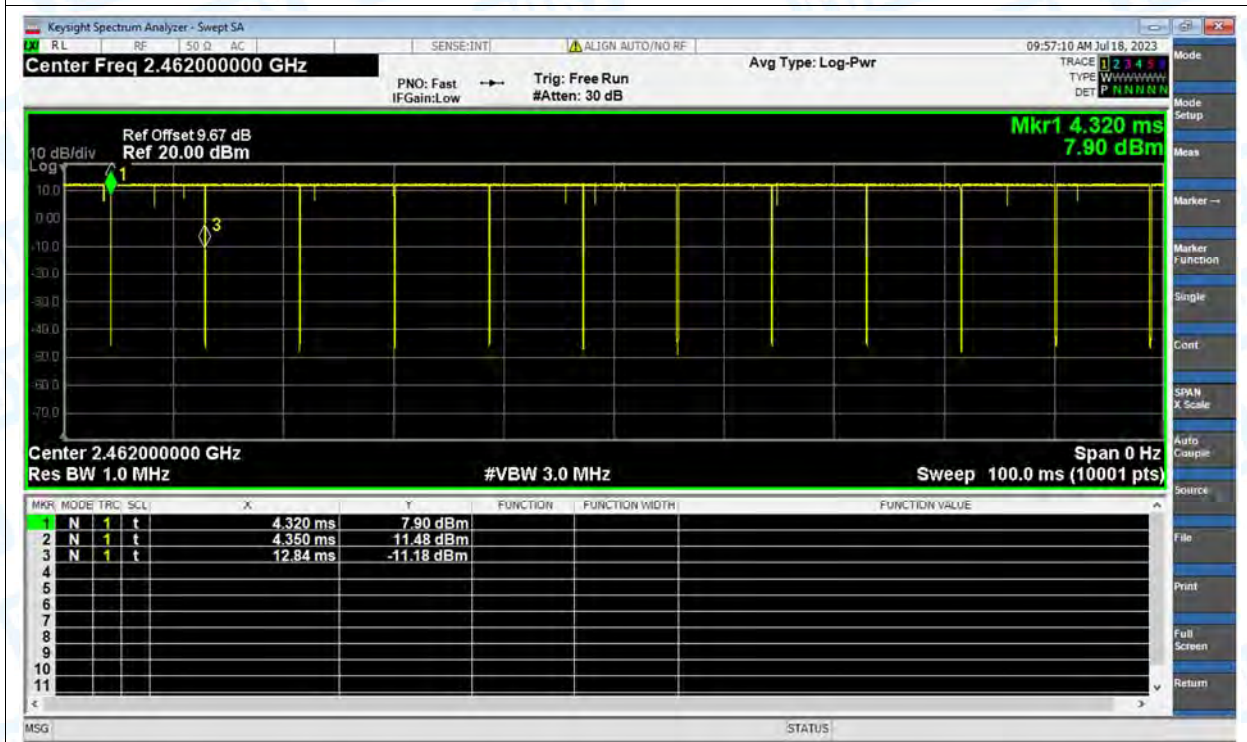 Keysight Spectrum Analyzer - Swept SA
LXI RL RF 50 Ω AC SENSE:INT ALIGN AUTO/NO RF 09:57:10 AM Jul 18, 2023
Center Freq 2.462000000 GHz
PNO: Fast
IFGain:Low
Trig: Free Run
#Atten: 30 dB
Avg Type: Log-Pwr
TRACE 1 2 3 4 5 6
TYPE WWWWWW
DET P N N N N N
Mkr1 4.320 ms
7.90 dBm
Ref Offset 9.67 dB
10 dB/div Ref 20.00 dBm
Log
10.0
0.00
-10.0
-20.0
-30.0
-40.0
-50.0
-60.0
-70.0
1
3
Center 2.462000000 GHz Span 0 Hz
Res BW 1.0 MHz #VBW 3.0 MHz Sweep 100.0 ms (10001 pts)
MKR MODE TRC SCL X Y FUNCTION FUNCTION WIDTH FUNCTION VALUE
1 N 1 t 4.320 ms 7.90 dBm
2 N 1 t 4.350 ms 11.48 dBm
3 N 1 t 12.84 ms -11.18 dBm
4
5
6
7
8
9
10
11
MSG STATUS
Mode
Mode
Setup
Meas
Marker→
Marker
Function
Single
Cont
SPAN
X Scale
Auto
Couple
Source
File
Print
Full
Screen
Return